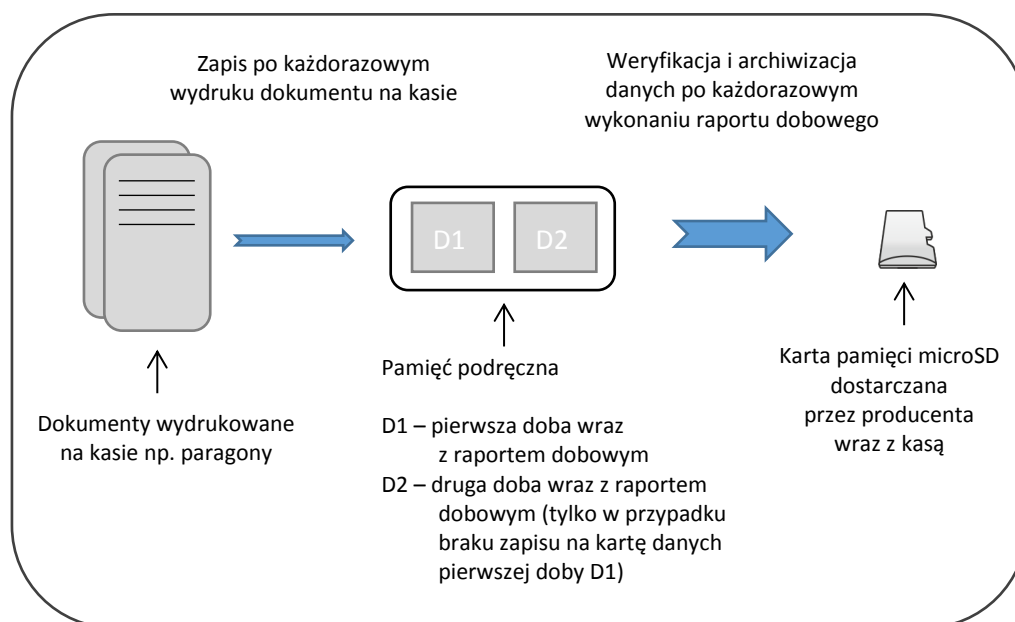 Zapis po każdorazowym
wydruku dokumentu na kasie
Weryfikacja i archiwizacja
danych po każdorazowym
wykonaniu raportu dobowego
D1
D2
Dokumenty wydrukowane
na kasie np. paragony
Pamięć podręczna
D1 – pierwsza doba wraz
z raportem dobowym
D2 – druga doba wraz z raportem
dobowym (tylko w przypadku
braku zapisu na kartę danych
pierwszej doby D1)
Karta pamięci microSD
dostarczana
przez producenta
wraz z kasą